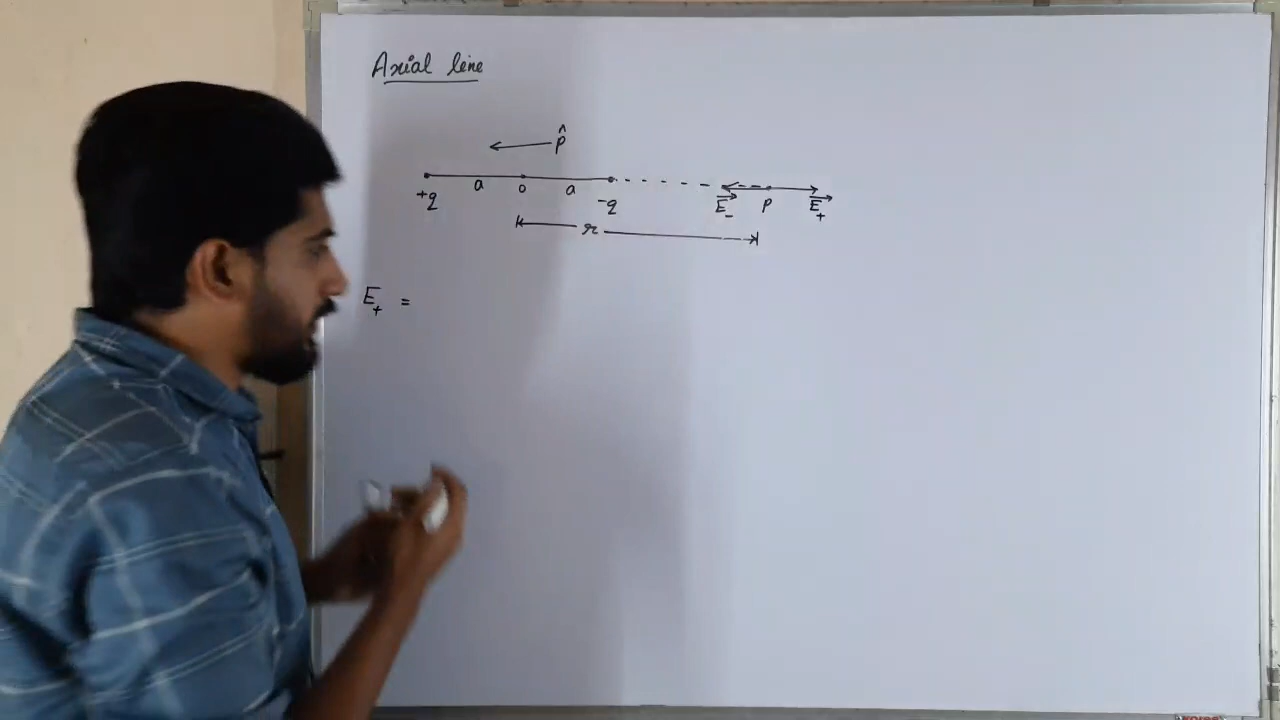 Axial line
p̂
a o a
+q -q E₋ P E₊
r
E₊ =